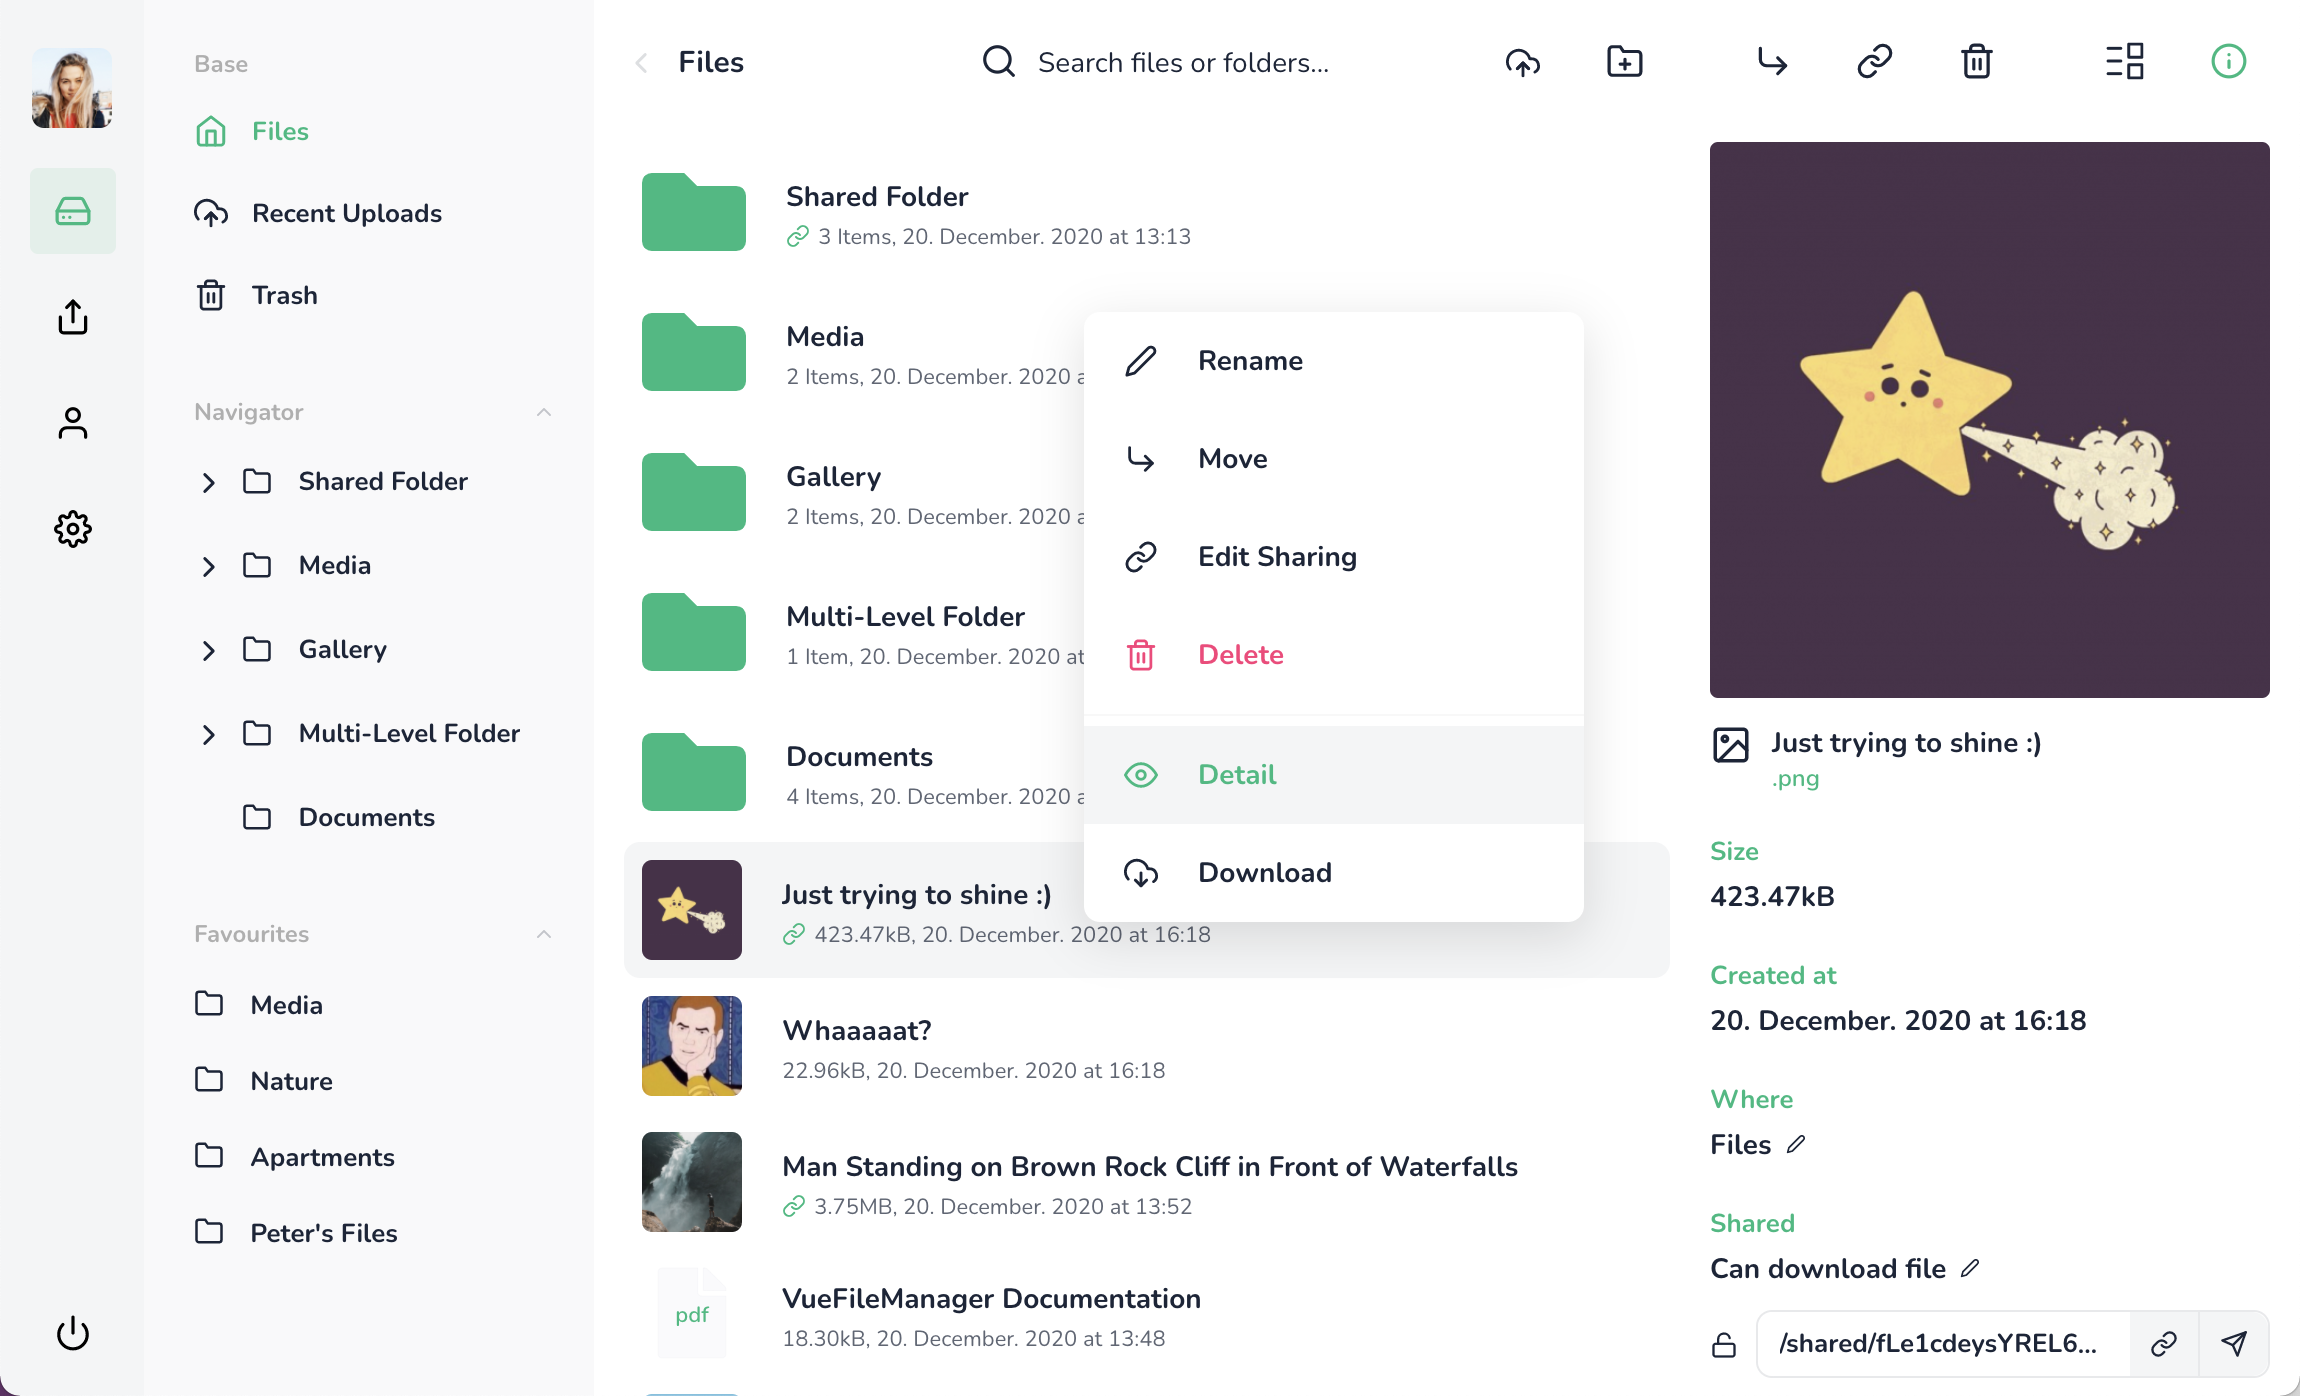 Base
Files
Recent Uploads
Trash
Navigator
Shared Folder
Media
Gallery
Multi-Level Folder
Documents
Favourites
Media
Nature
Apartments
Peter's Files
Files
Search files or folders...
Shared Folder
3 Items, 20. December. 2020 at 13:13
Media
2 Items, 20. December. 2020 a
Gallery
2 Items, 20. December. 2020 a
Multi-Level Folder
1 Item, 20. December. 2020 at
Documents
4 Items, 20. December. 2020 a
Just trying to shine :)
423.47kB, 20. December. 2020 at 16:18
Whaaaaat?
22.96kB, 20. December. 2020 at 16:18
Man Standing on Brown Rock Cliff in Front of Waterfalls
3.75MB, 20. December. 2020 at 13:52
pdf
VueFileManager Documentation
18.30kB, 20. December. 2020 at 13:48
Rename
Move
Edit Sharing
Delete
Detail
Download
Just trying to shine :)
.png
Size
423.47kB
Created at
20. December. 2020 at 16:18
Where
Files
Shared
Can download file
/shared/fLe1cdeysYREL6...